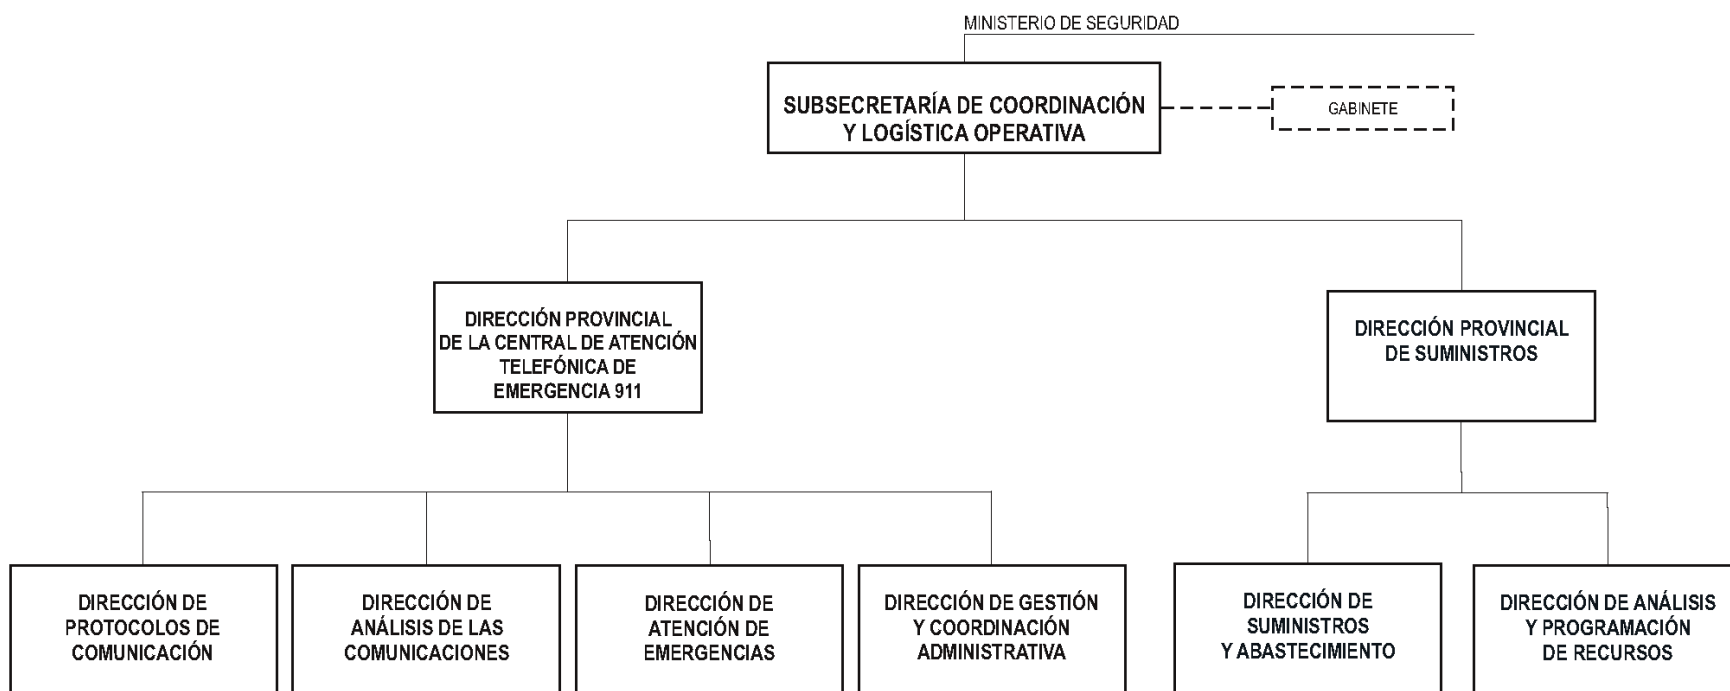 MINISTERIO DE SEGURIDAD
SUBSECRETARÍA DE COORDINACIÓN
Y LOGÍSTICA OPERATIVA
GABINETE
DIRECCIÓN PROVINCIAL
DE LA CENTRAL DE ATENCIÓN
TELEFÓNICA DE
EMERGENCIA 911
DIRECCIÓN PROVINCIAL
DE SUMINISTROS
DIRECCIÓN DE
PROTOCOLOS DE
COMUNICACIÓN
DIRECCIÓN DE
ANÁLISIS DE LAS
COMUNICACIONES
DIRECCIÓN DE
ATENCIÓN DE
EMERGENCIAS
DIRECCIÓN DE GESTIÓN
Y COORDINACIÓN
ADMINISTRATIVA
DIRECCIÓN DE
SUMINISTROS
Y ABASTECIMIENTO
DIRECCIÓN DE ANÁLISIS
Y PROGRAMACIÓN
DE RECURSOS